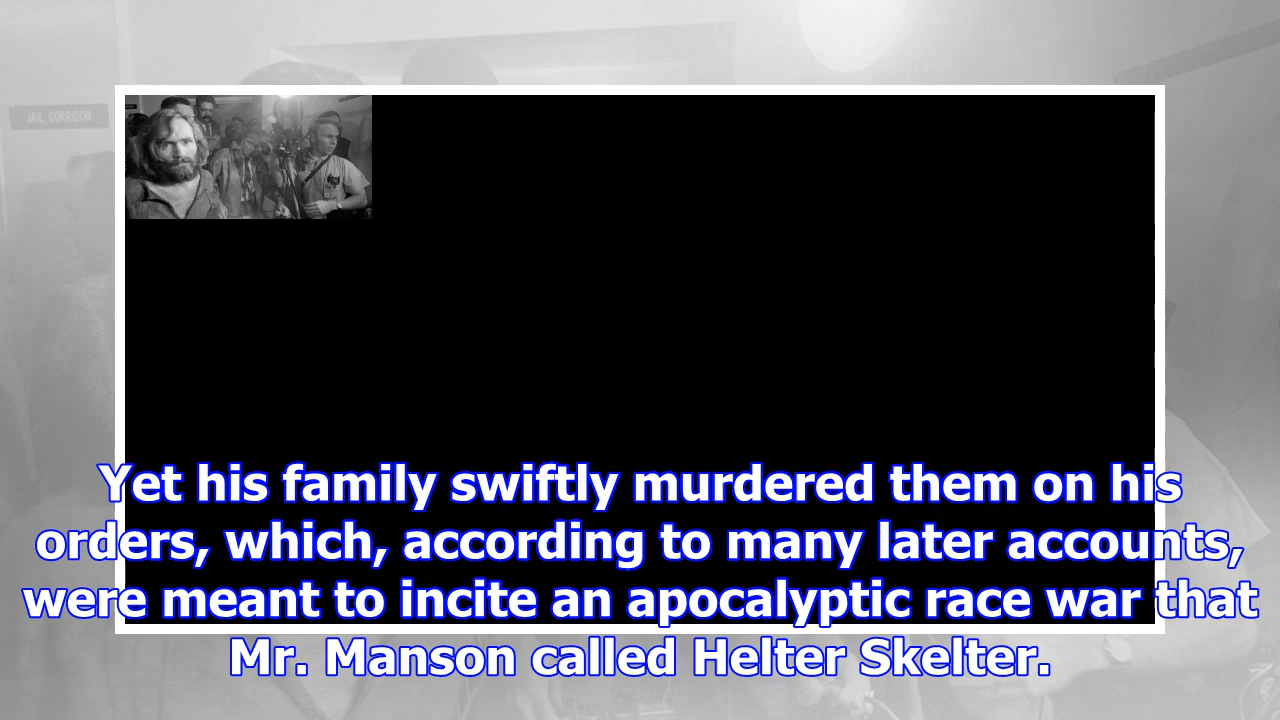 JAIL CORRIDOR
Yet his family swiftly murdered them on his
orders, which, according to many later accounts,
were meant to incite an apocalyptic race war that
Mr. Manson called Helter Skelter.